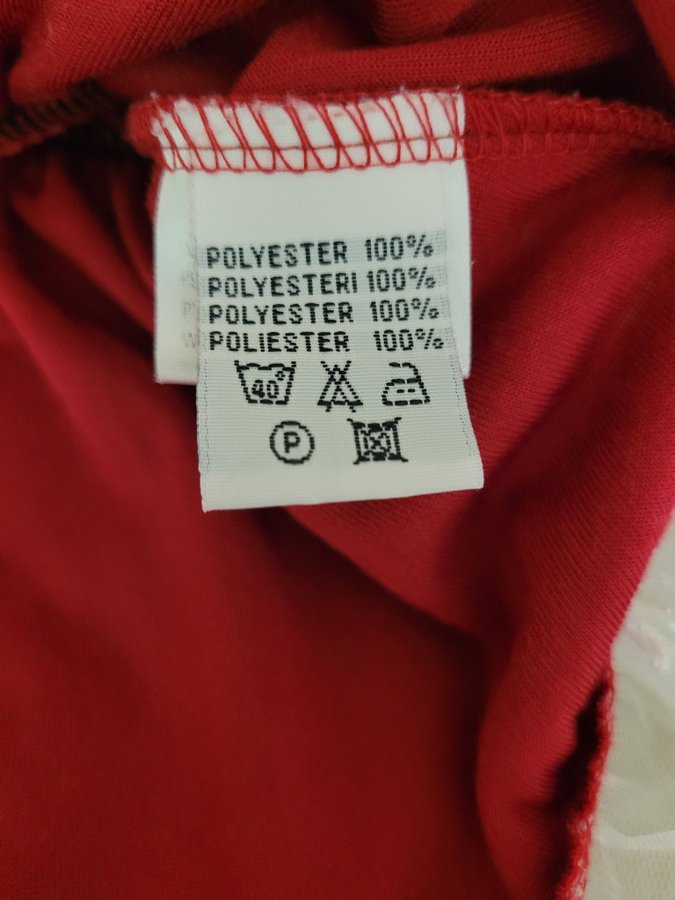 POLYESTER 100%
POLYESTERI 100%
POLYESTER 100%
POLIESTER 100%
40°
P